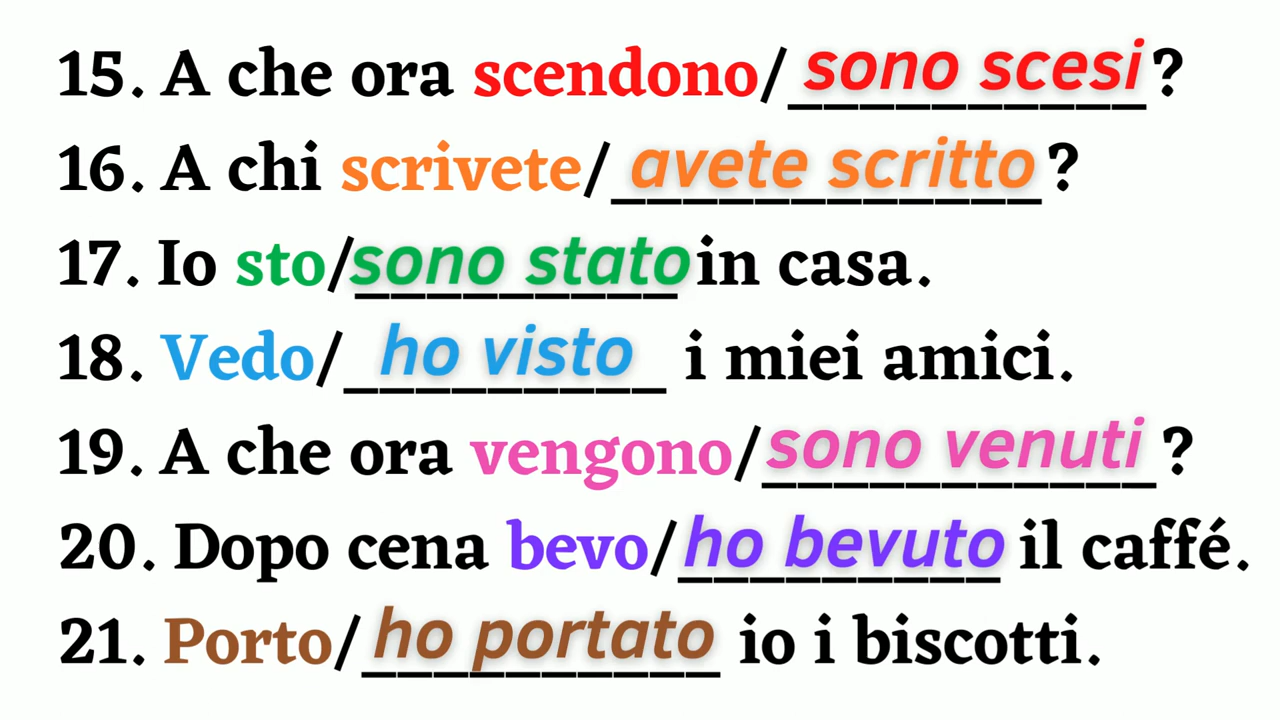 15. A che ora scendono/ sono scesi?
16. A chi scrivete/ avete scritto?
17. Io sto/sono stato in casa.
18. Vedo/ ho visto i miei amici.
19. A che ora vengono/sono venuti ?
20. Dopo cena bevo/ho bevuto il caffé.
21. Porto/ ho portato io i biscotti.